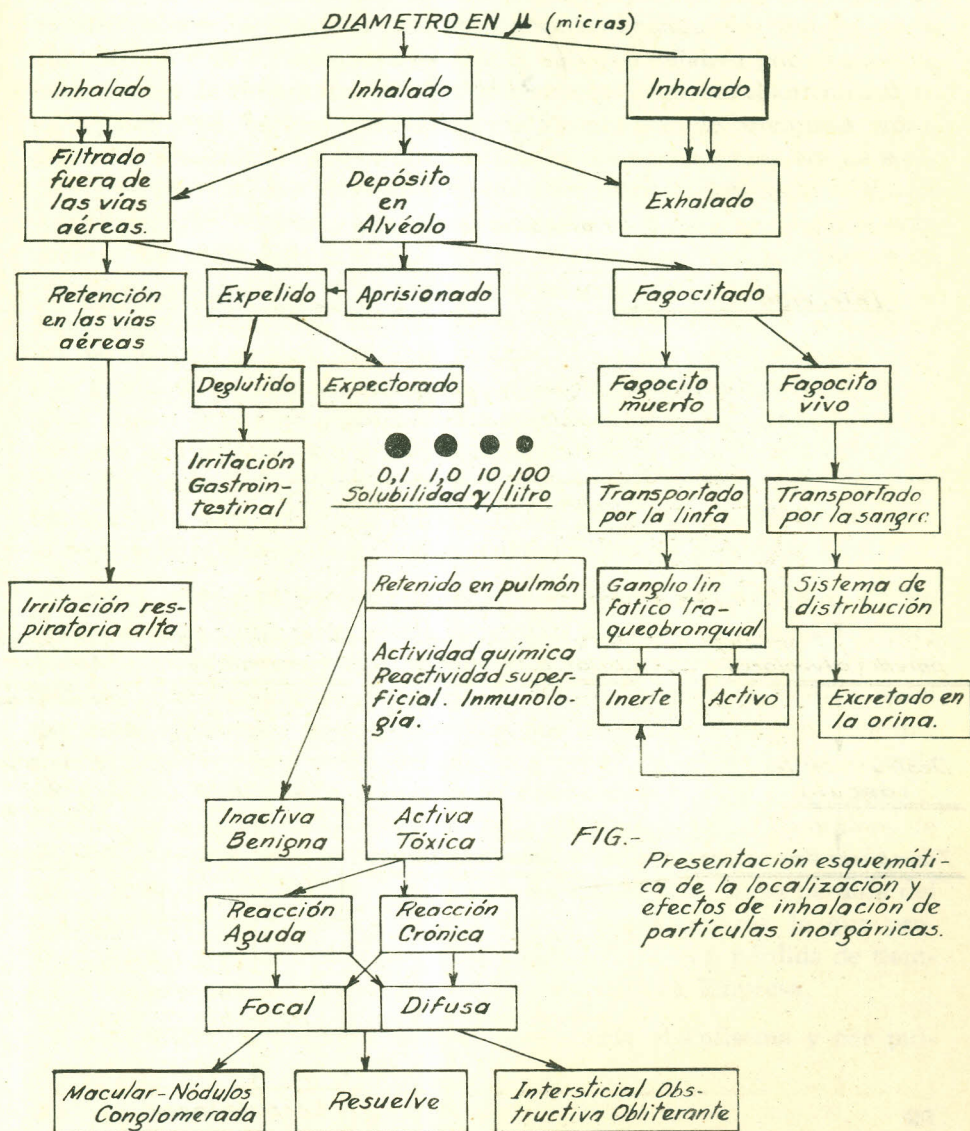 DIAMETRO EN μ (micras)
Inhalado
Inhalado
Inhalado
Filtrado
fuera de
las vías
aéreas.
Depósito
en
Alvéolo
Exhalado
Retención
en las vías
aéreas
Expelido
Aprisionado
Fagocitado
Deglutido
Expectorado
Fagocito
muerto
Fagocito
vivo
Irritación
Gastroin-
testinal
0,1 1,0 10 100
Solubilidad γ/litro
Transportado
por la linfa
Transportado
por la sangre
Retenido en pulmón
Ganglio lin
fatico tra-
queobronquial
Sistema de
distribución
Irritación res-
piratoria alta
Actividad química
Reactividad super-
ficial. Inmunolo-
gía.
Inerte
Activo
Excretado en
la orina.
Inactiva
Benigna
Activa
Tóxica
FIG.-
Presentación esquemáti-
ca de la localización y
efectos de inhalación de
partículas inorgánicas.
Reacción
Aguda
Reacción
Crónica
Focal
Difusa
Macular-Nódulos
Conglomerada
Resuelve
Intersticial Obs-
tructiva Obliterante